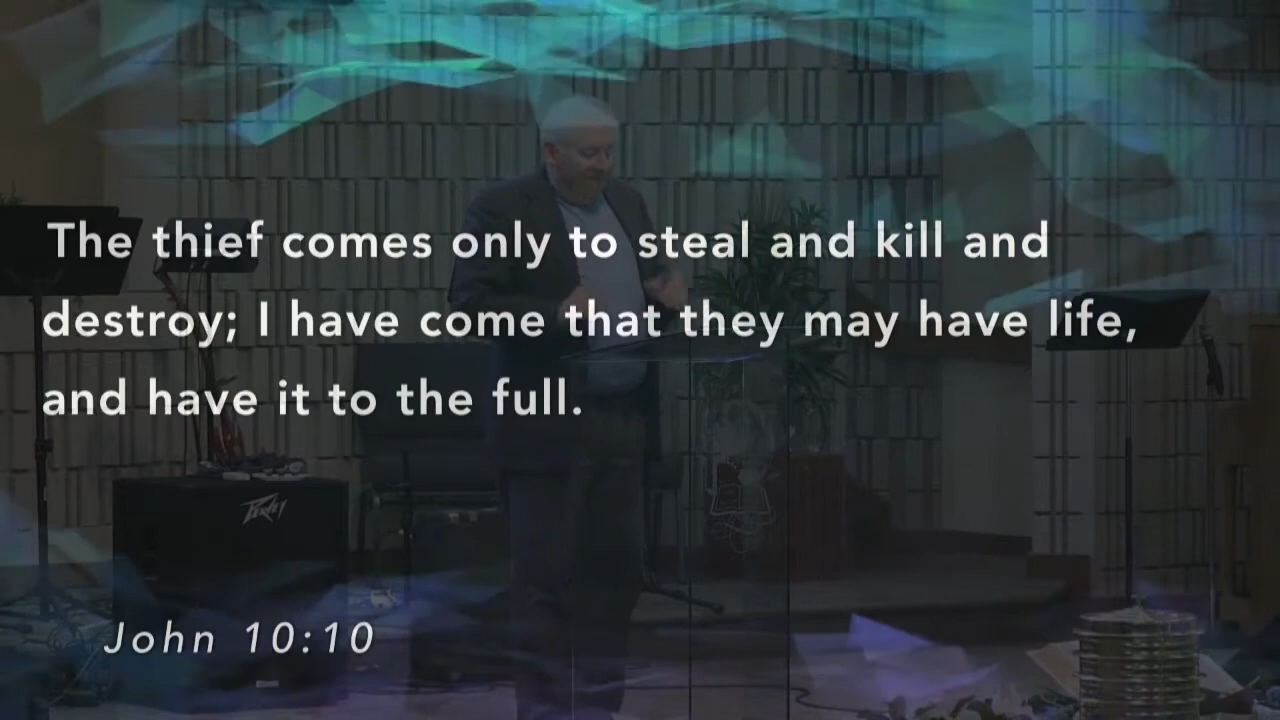 The thief comes only to steal and kill and
destroy; I have come that they may have life,
and have it to the full.
PEAVEY
John 10:10